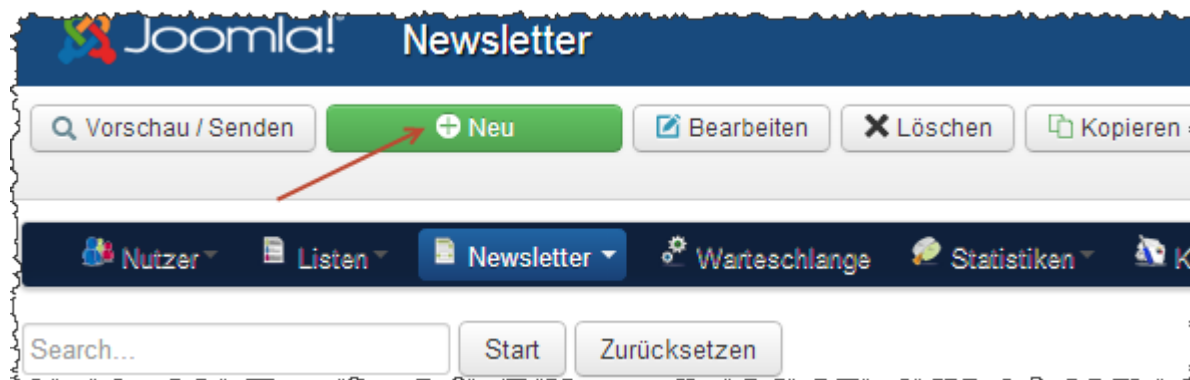 Joomla! Newsletter
Vorschau / Senden Neu Bearbeiten Löschen Kopieren
Nutzer Listen Newsletter Warteschlange Statistiken K
Search... Start Zurücksetzen